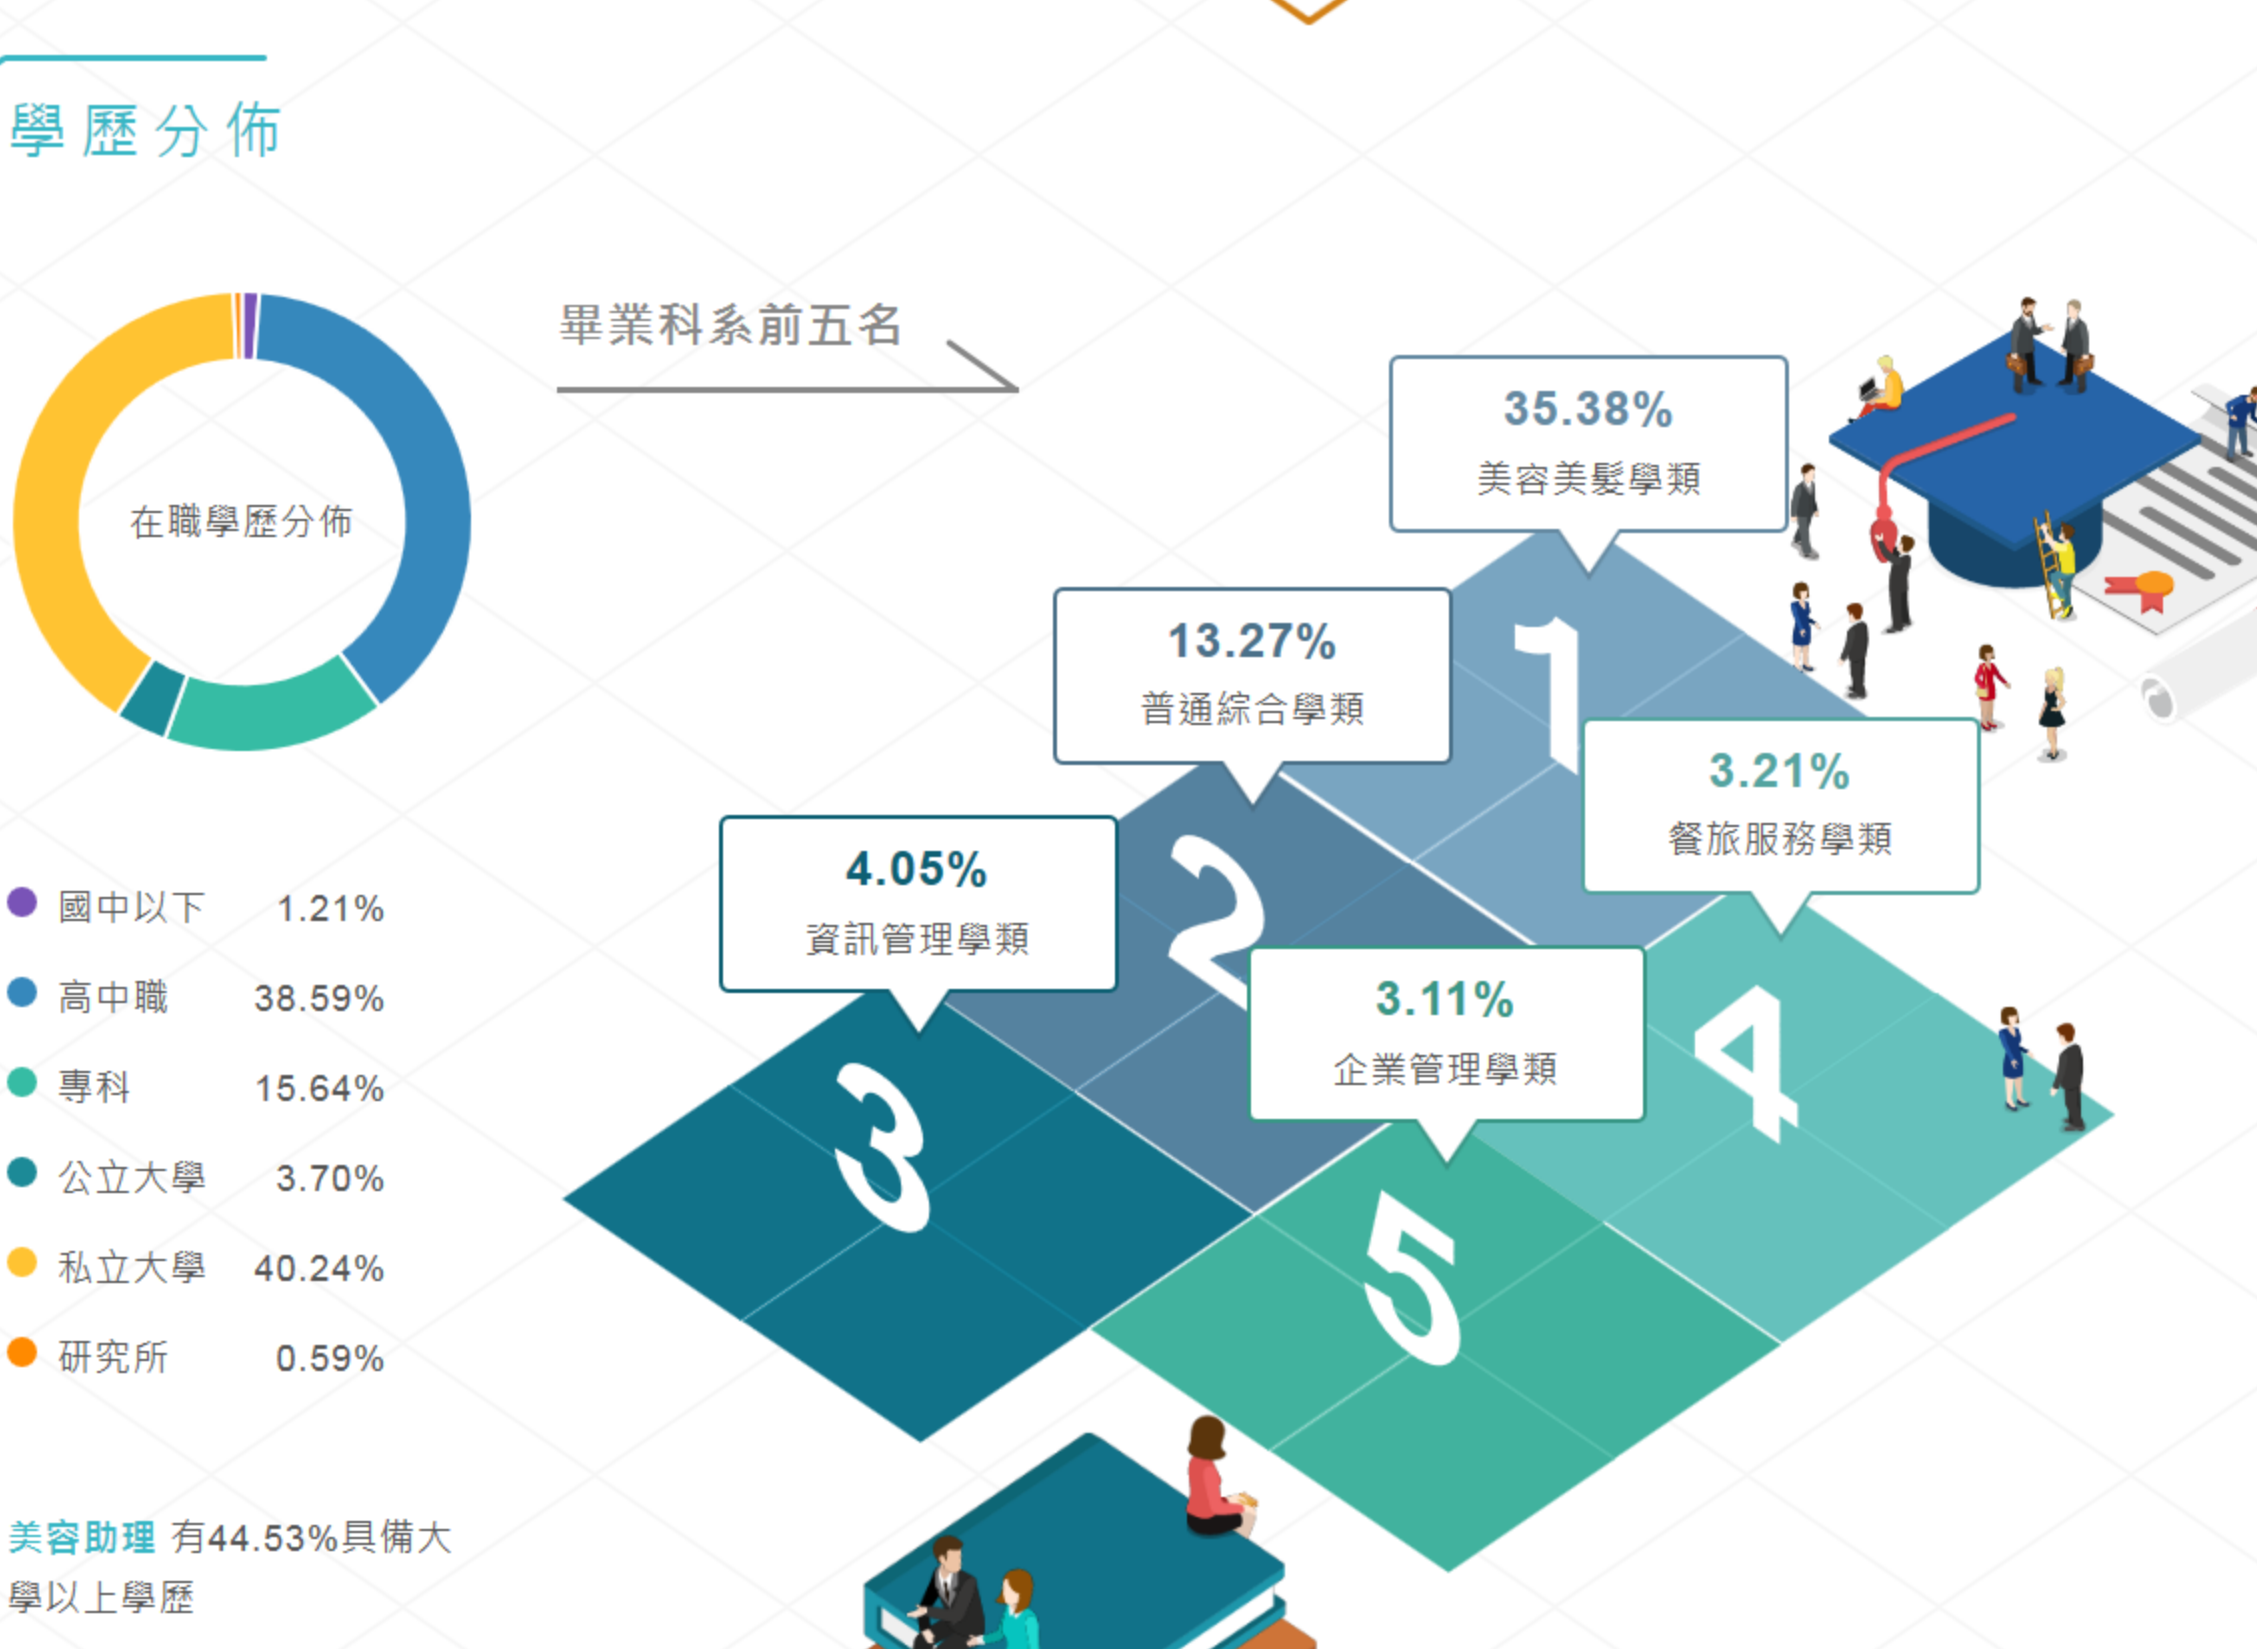 學歷分佈
在職學歷分佈
國中以下 1.21%
高中職 38.59%
專科 15.64%
公立大學 3.70%
私立大學 40.24%
研究所 0.59%
美容助理 有44.53%具備大
學以上學歷
畢業科系前五名
35.38%
美容美髮學類
1
13.27%
普通綜合學類
2
4.05%
資訊管理學類
3
3.21%
餐旅服務學類
4
3.11%
企業管理學類
5